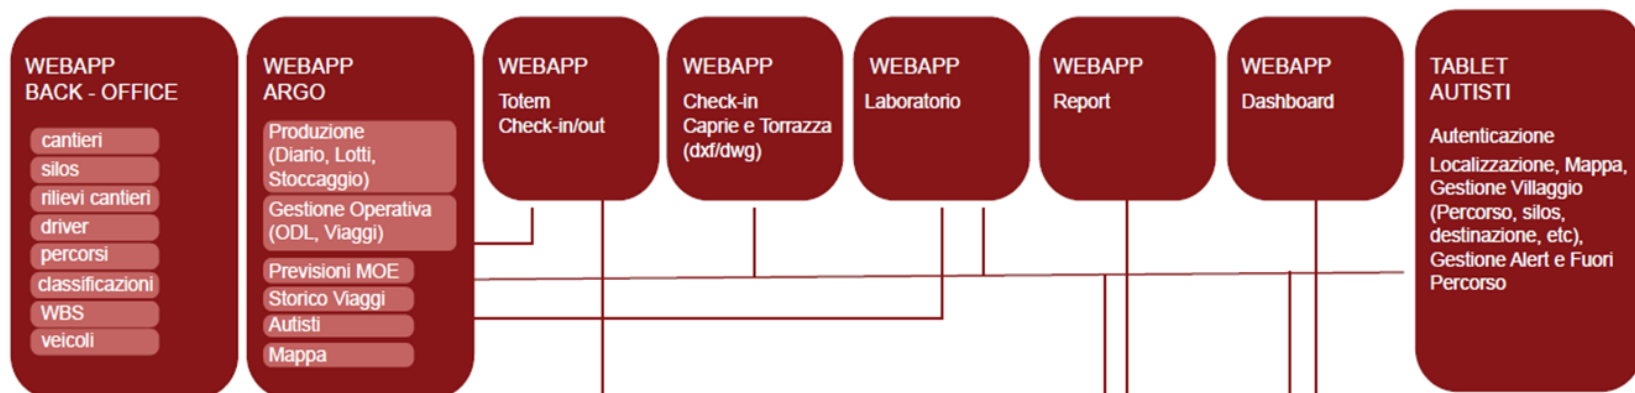 WEBAPP
BACK - OFFICE
cantieri
silos
rilievi cantieri
driver
percorsi
classificazioni
WBS
veicoli
WEBAPP
ARGO
Produzione
(Diario, Lotti,
Stoccaggio)
Gestione Operativa
(ODL, Viaggi)
Previsioni MOE
Storico Viaggi
Autisti
Mappa
WEBAPP
Totem
Check-in/out
WEBAPP
Check-in
Caprie e Torrazza
(dxf/dwg)
WEBAPP
Laboratorio
WEBAPP
Report
WEBAPP
Dashboard
TABLET
AUTISTI
Autenticazione
Localizzazione, Mappa,
Gestione Villaggio
(Percorso, silos,
destinazione, etc),
Gestione Alert e Fuori
Percorso